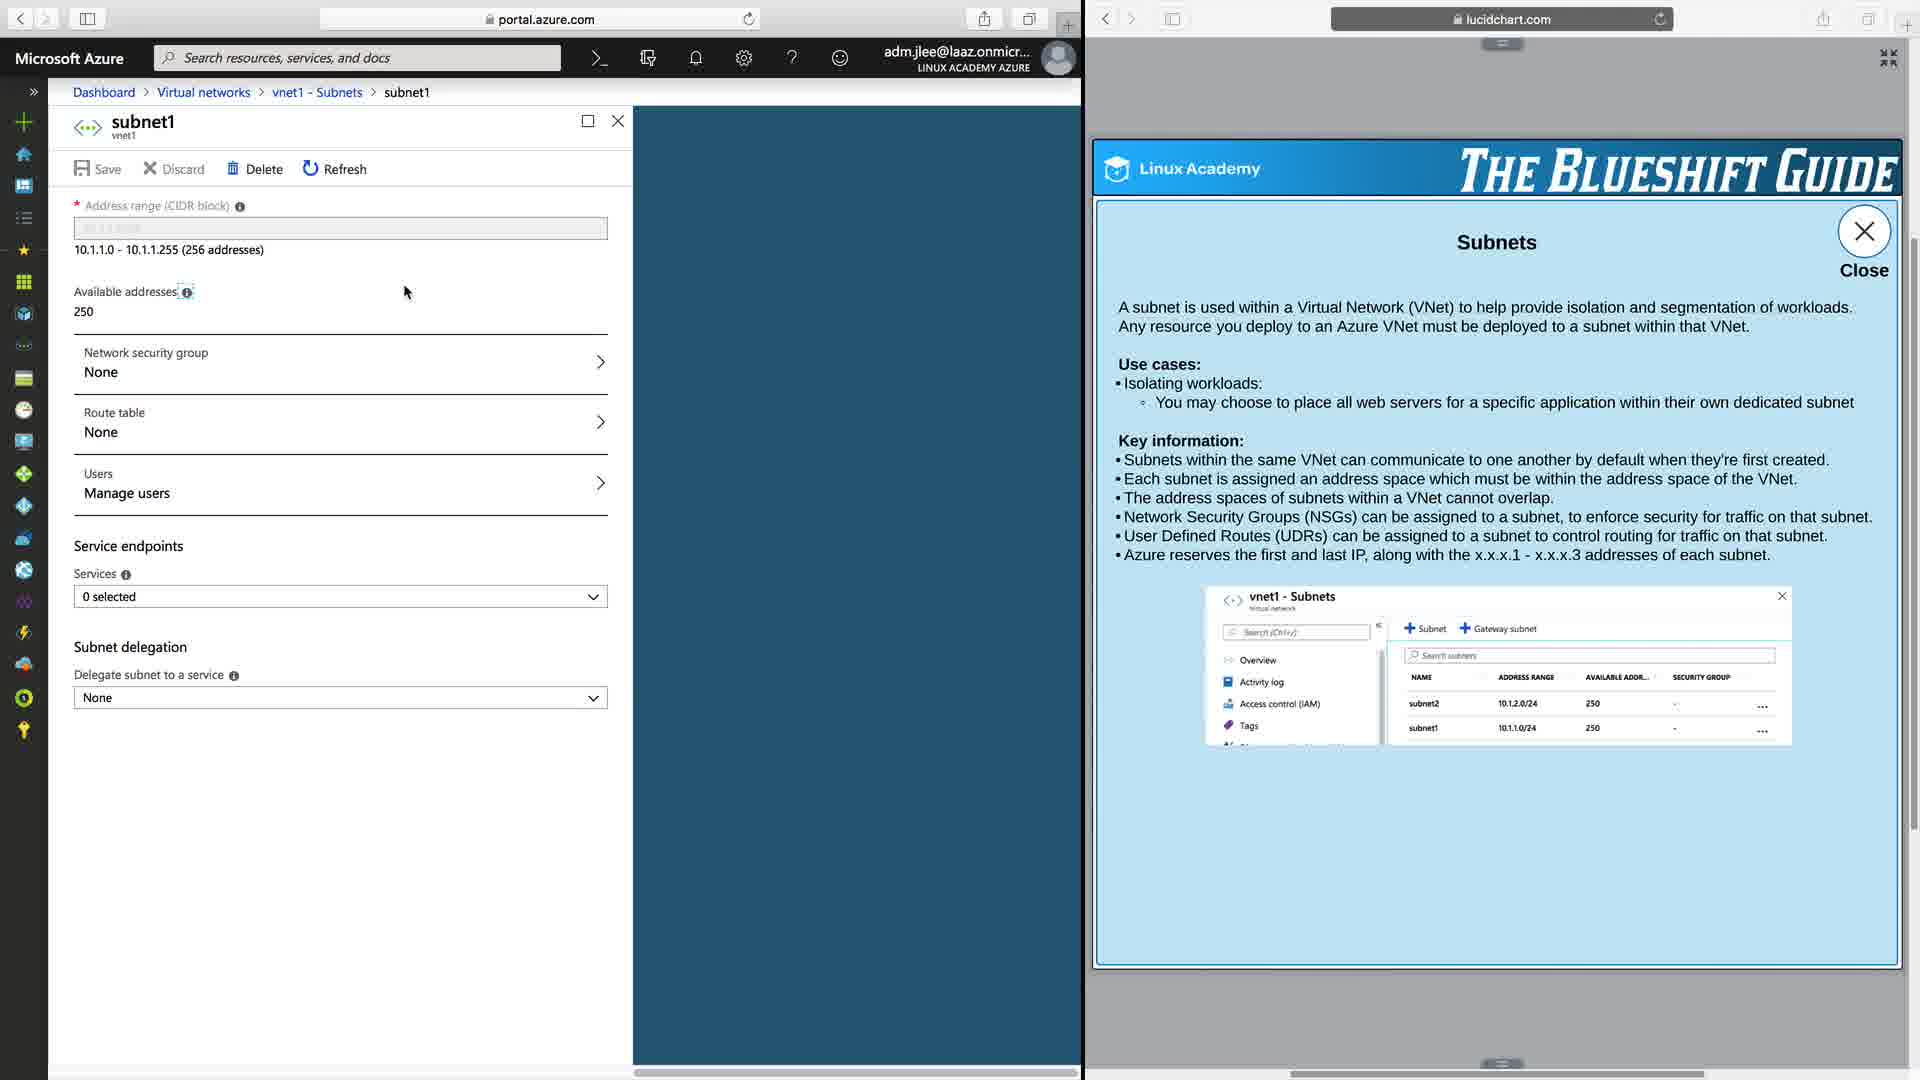 portal.azure.com
Microsoft Azure
Search resources, services, and docs
adm.jlee@laaz.onmicr...
LINUX ACADEMY AZURE
Dashboard > Virtual networks > vnet1 - Subnets > subnet1
subnet1
vnet1
Save Discard Delete Refresh
* Address range (CIDR block)
10.1.1.0 - 10.1.1.255 (256 addresses)
Available addresses
250
Network security group
None
Route table
None
Users
Manage users
Service endpoints
Services
0 selected
Subnet delegation
Delegate subnet to a service
None
lucidchart.com
Linux Academy
THE BLUESHIFT GUIDE
Subnets
Close
A subnet is used within a Virtual Network (VNet) to help provide isolation and segmentation of workloads.
Any resource you deploy to an Azure VNet must be deployed to a subnet within that VNet.
Use cases:
▪ Isolating workloads:
◦ You may choose to place all web servers for a specific application within their own dedicated subnet
Key information:
▪ Subnets within the same VNet can communicate to one another by default when they're first created.
▪ Each subnet is assigned an address space which must be within the address space of the VNet.
▪ The address spaces of subnets within a VNet cannot overlap.
▪ Network Security Groups (NSGs) can be assigned to a subnet, to enforce security for traffic on that subnet.
▪ User Defined Routes (UDRs) can be assigned to a subnet to control routing for traffic on that subnet.
▪ Azure reserves the first and last IP, along with the x.x.x.1 - x.x.x.3 addresses of each subnet.
vnet1 - Subnets
Virtual network
Search (Ctrl+/)
Overview
Activity log
Access control (IAM)
Tags
+ Subnet + Gateway subnet
Search subnets
NAME ADDRESS RANGE AVAILABLE ADDR... SECURITY GROUP
subnet2 10.1.2.0/24 250 - ...
subnet1 10.1.1.0/24 250 - ...